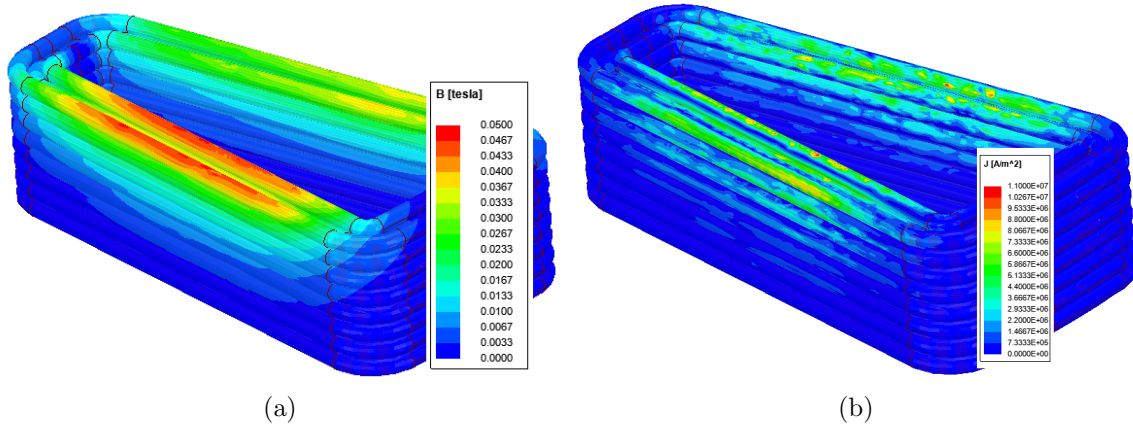 B [tesla]
0.0500
0.0467
0.0433
0.0400
0.0367
0.0333
0.0300
0.0267
0.0233
0.0200
0.0167
0.0133
0.0100
0.0067
0.0033
0.0000
J [A/m^2]
1.1000E+07
1.0267E+07
9.5333E+06
8.8000E+06
8.0667E+06
7.3333E+06
6.6000E+06
5.8667E+06
5.1333E+06
4.4000E+06
3.6667E+06
2.9333E+06
2.2000E+06
1.4667E+06
7.3333E+05
0.0000E+00
(a)
(b)